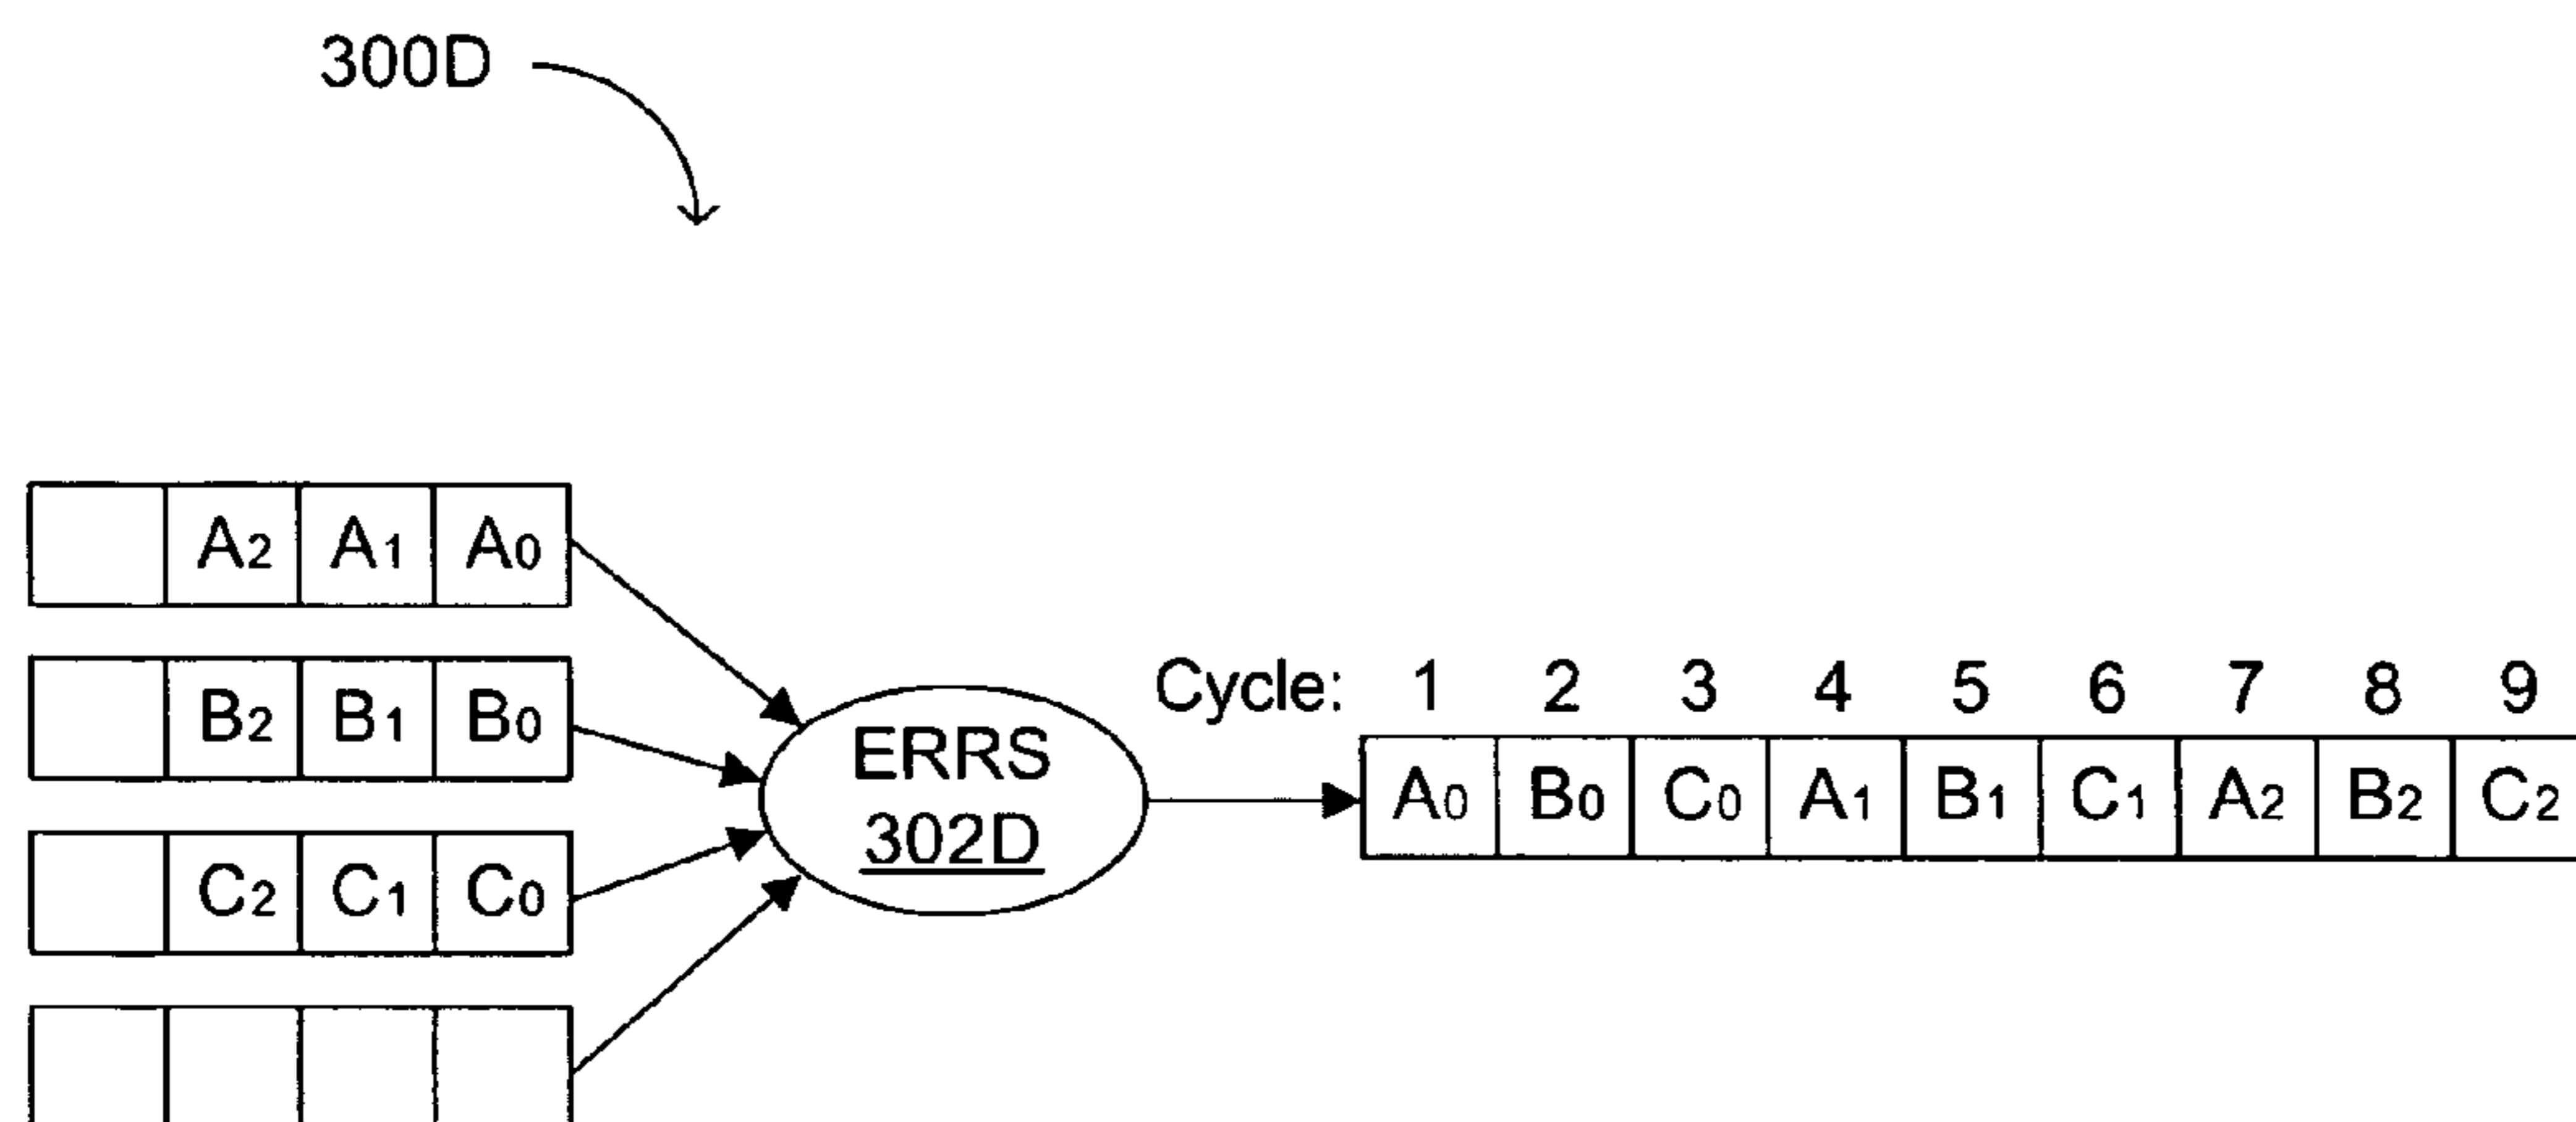 300D
A2 A1 A0
B2 B1 B0
C2 C1 C0
ERRS
302D
Cycle: 1 2 3 4 5 6 7 8 9
A0 B0 C0 A1 B1 C1 A2 B2 C2